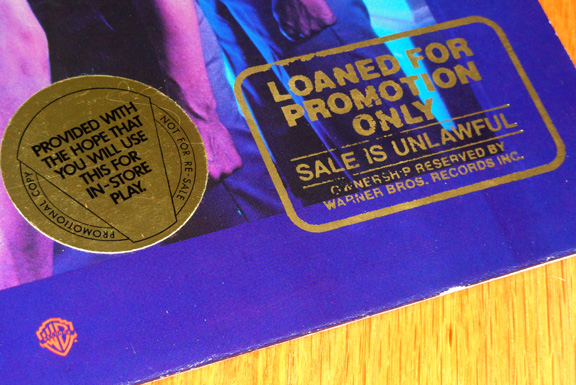 PROVIDED WITH
THE HOPE THAT
YOU WILL USE
THIS FOR
IN-STORE
PLAY.
PROMOTIONAL COPY
NOT FOR RE-SALE
LOANED FOR
PROMOTION
ONLY
SALE IS UNLAWFUL
OWNERSHIP RESERVED BY
WARNER BROS. RECORDS INC.